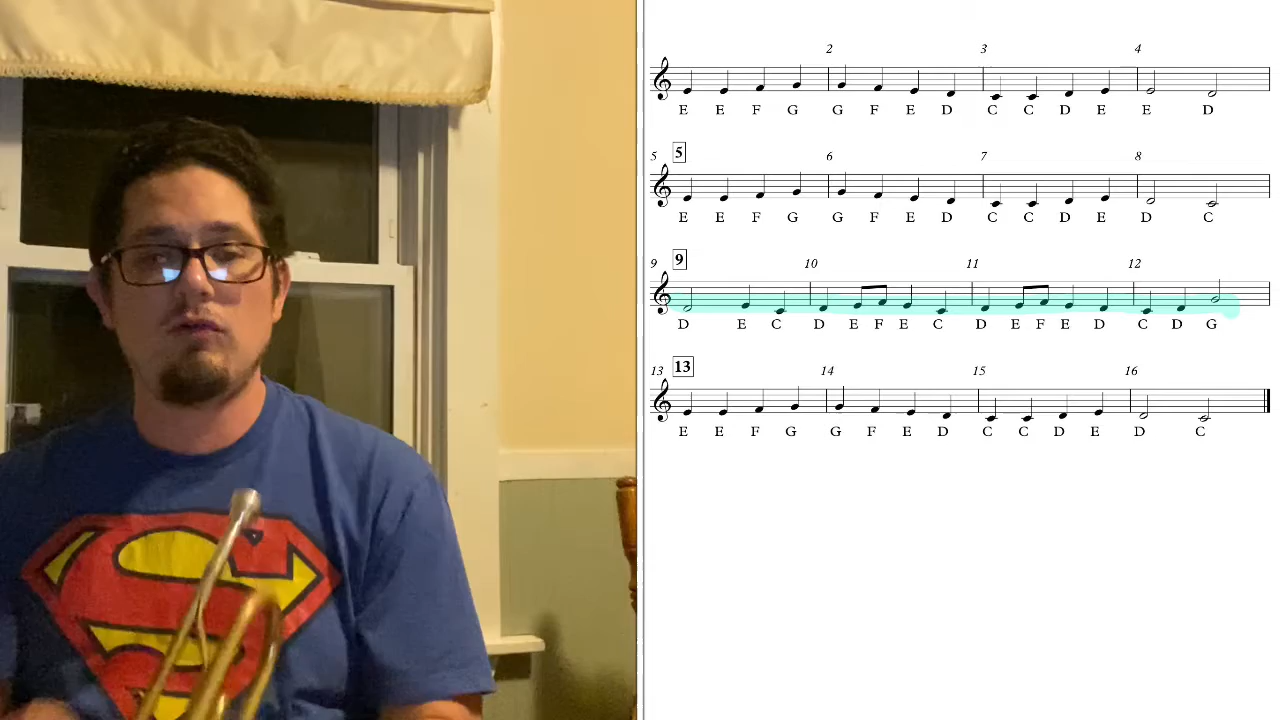 2 3 4
E E F G G F E D C C D E E D
5 5 6 7 8
E E F G G F E D C C D E D C
9 9 10 11 12
D E C D E F E C D E F E D C D G
13 13 14 15 16
E E F G G F E D C C D E D C
S